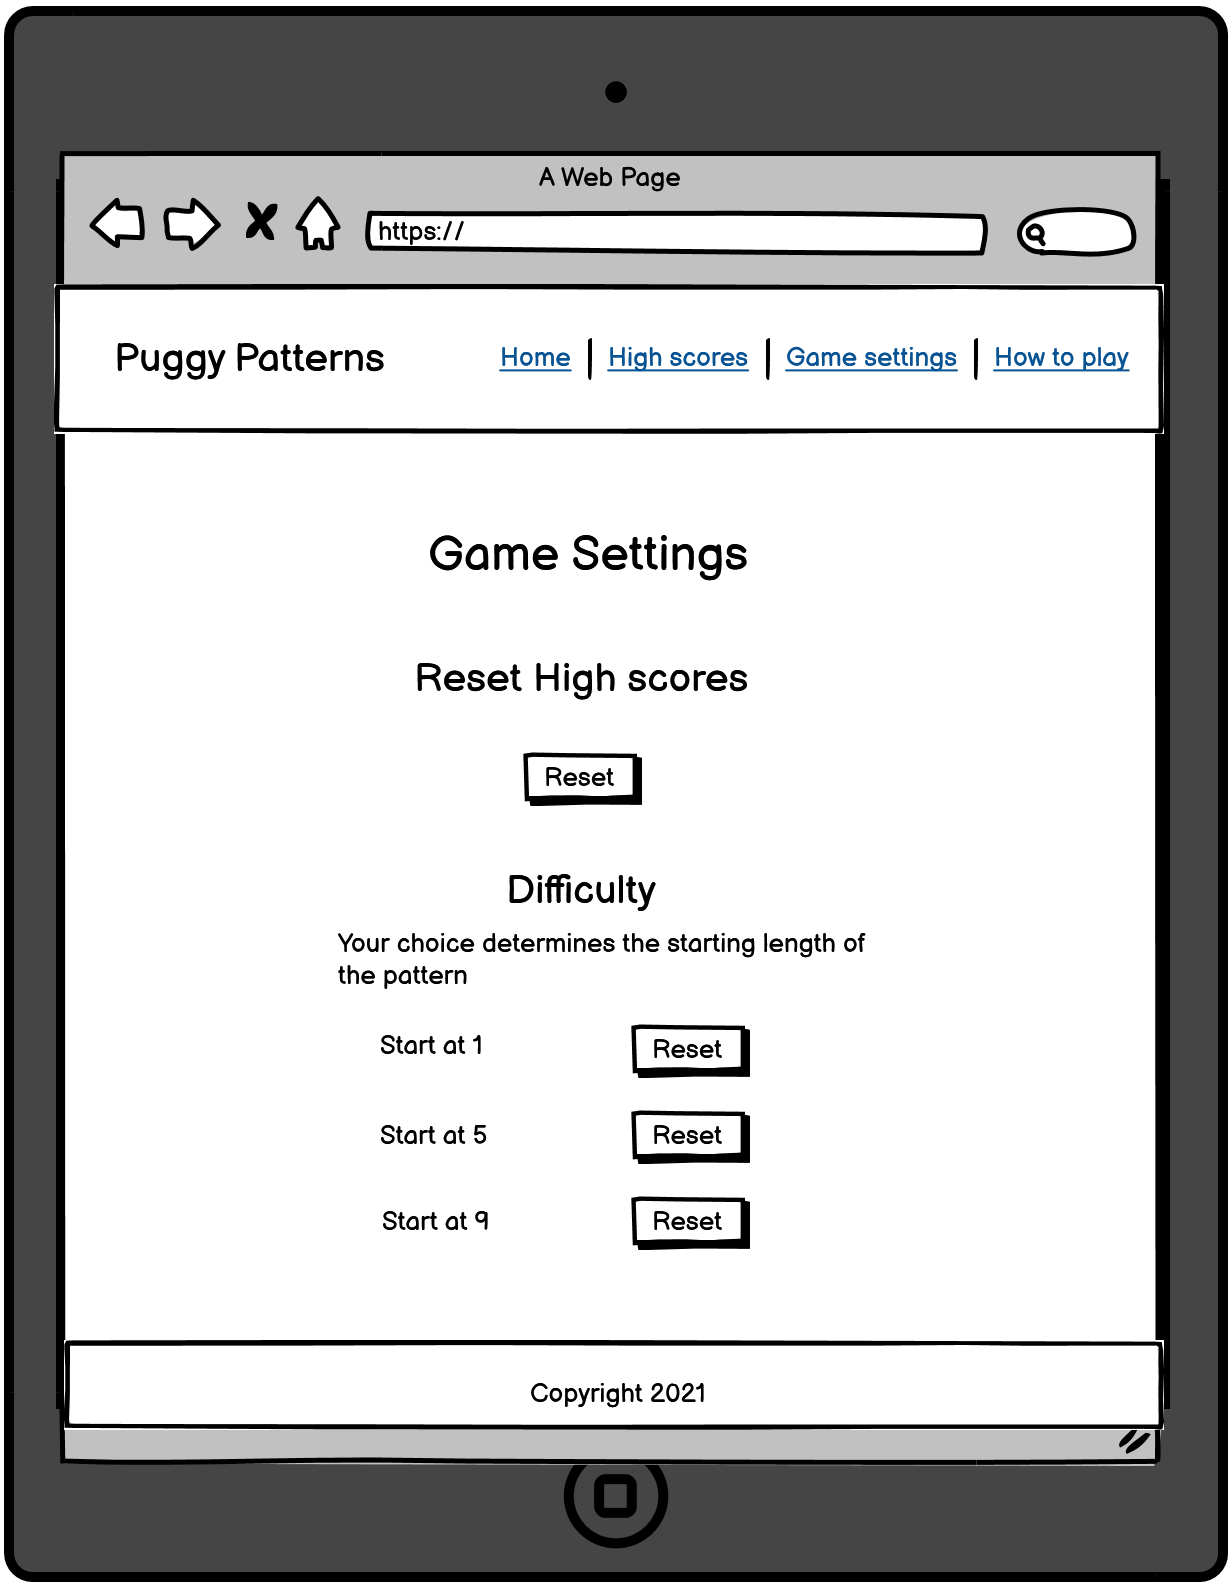 A Web Page
https://
Puggy Patterns
Home High scores Game settings How to play
Game Settings
Reset High scores
Reset
Difficulty
Your choice determines the starting length of
the pattern
Start at 1 Reset
Start at 5 Reset
Start at 9 Reset
Copyright 2021